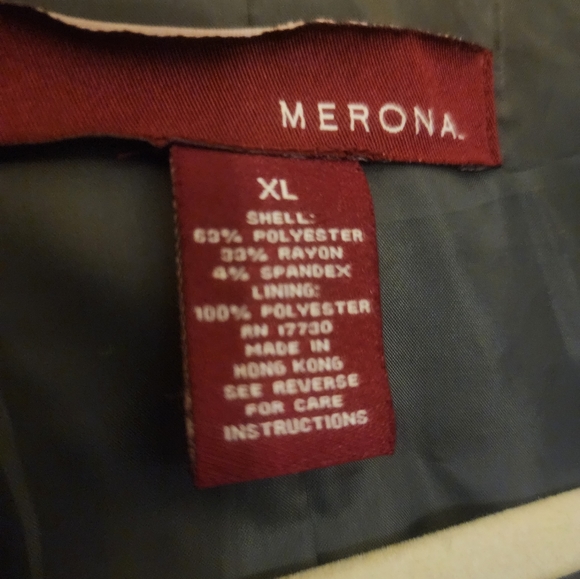 MERONA
XL
SHELL:
63% POLYESTER
33% RAYON
4% SPANDEX
LINING:
100% POLYESTER
RN 17730
MADE IN
HONG KONG
SEE REVERSE
FOR CARE
INSTRUCTIONS